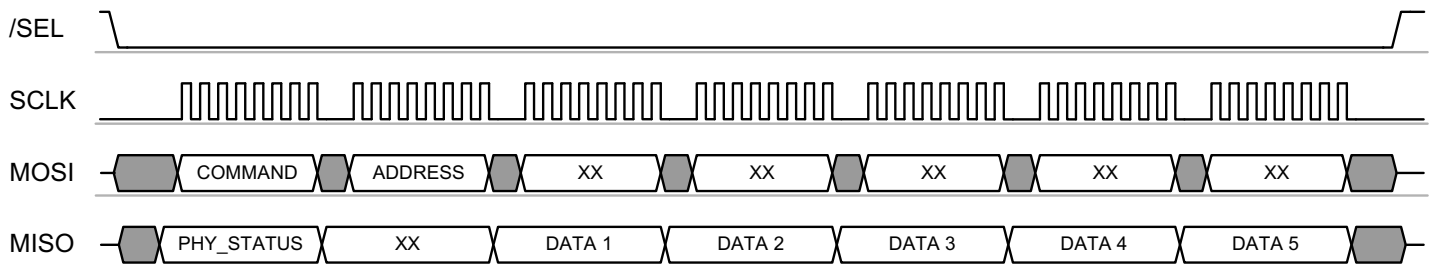 /SEL
SCLK
MOSI COMMAND ADDRESS XX XX XX XX XX
MISO PHY_STATUS XX DATA 1 DATA 2 DATA 3 DATA 4 DATA 5